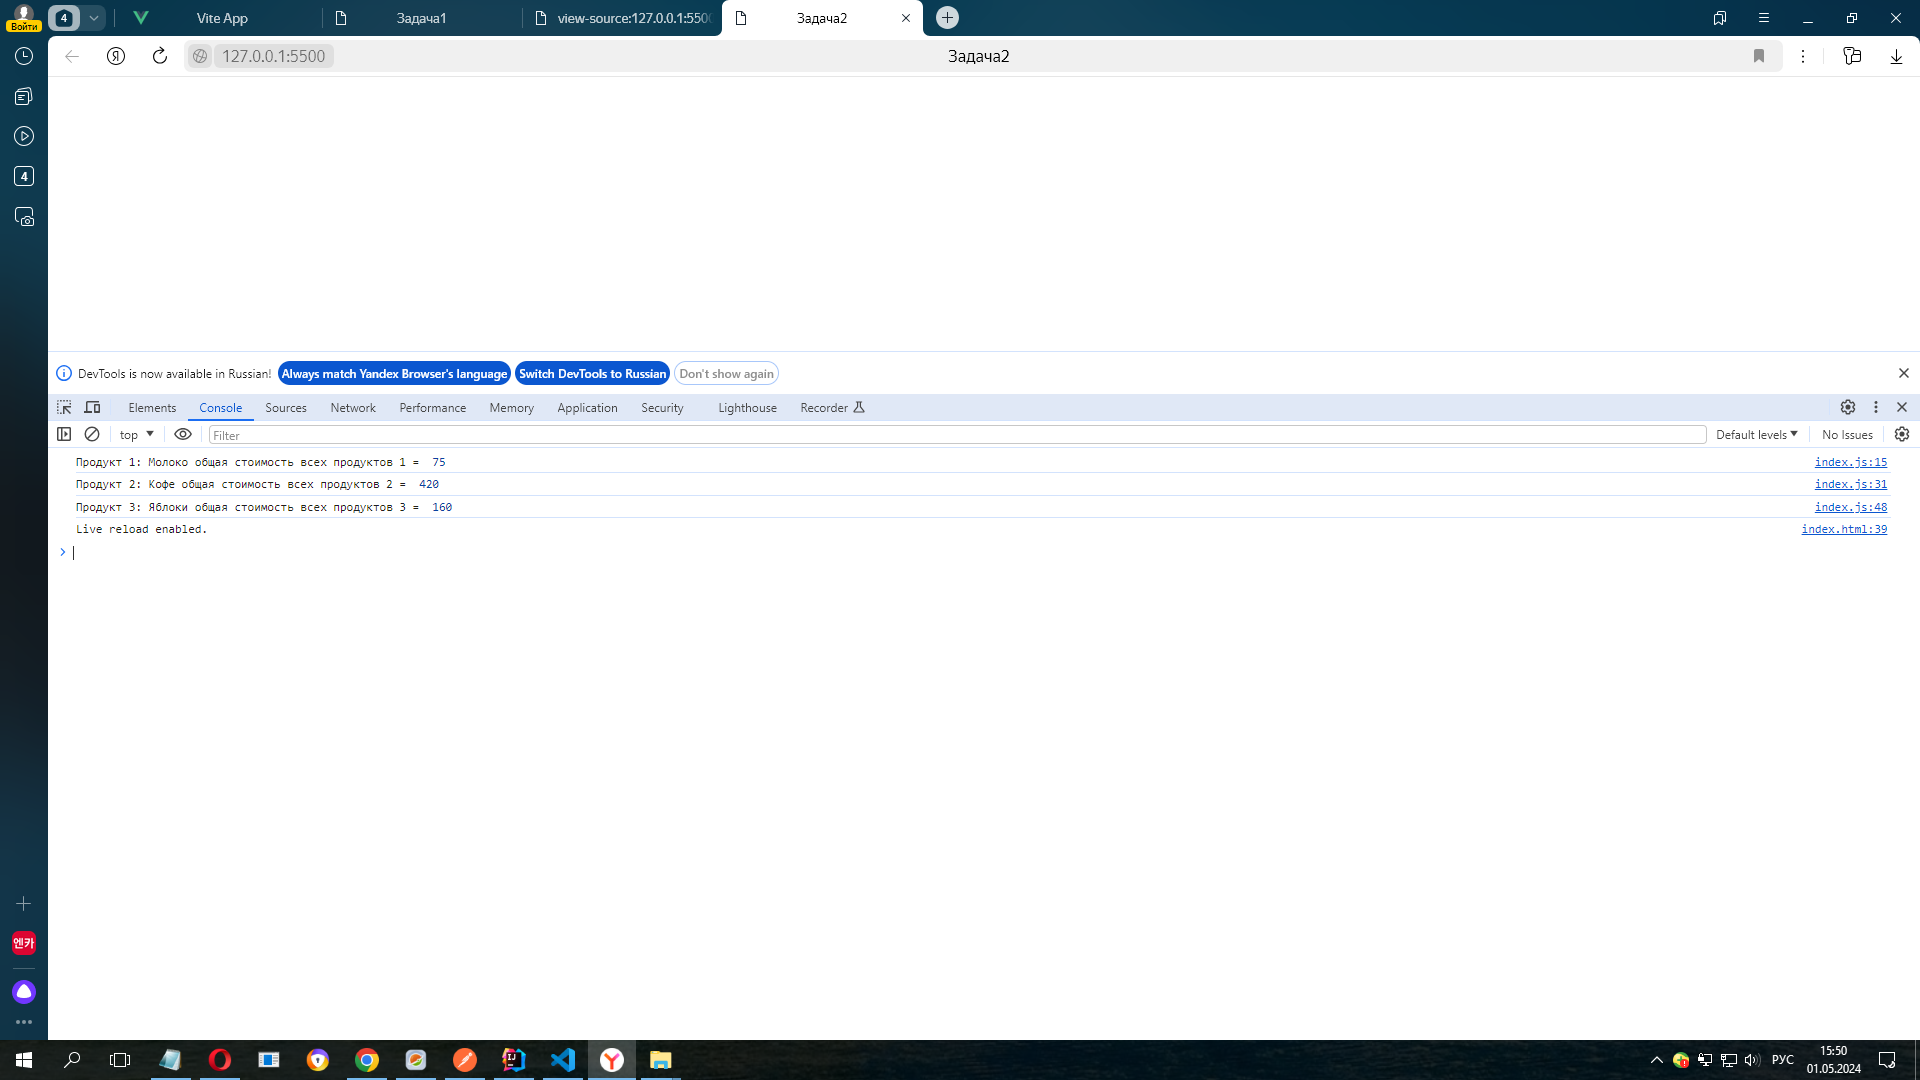 Войти
4
Vite App
Задача1
view-source:127.0.0.1:550
Задача2
127.0.0.1:5500
Задача2
4
DevTools is now available in Russian!
Always match Yandex Browser's language
Switch DevTools to Russian
Don't show again
Elements
Console
Sources
Network
Performance
Memory
Application
Security
Lighthouse
Recorder
top
Filter
Default levels
No Issues
Продукт 1: Молоко общая стоимость всех продуктов 1 = 75 index.js:15
Продукт 2: Кофе общая стоимость всех продуктов 2 = 420 index.js:31
Продукт 3: Яблоки общая стоимость всех продуктов 3 = 160 index.js:48
Live reload enabled. index.html:39
엔카
РУС
15:50
01.05.2024